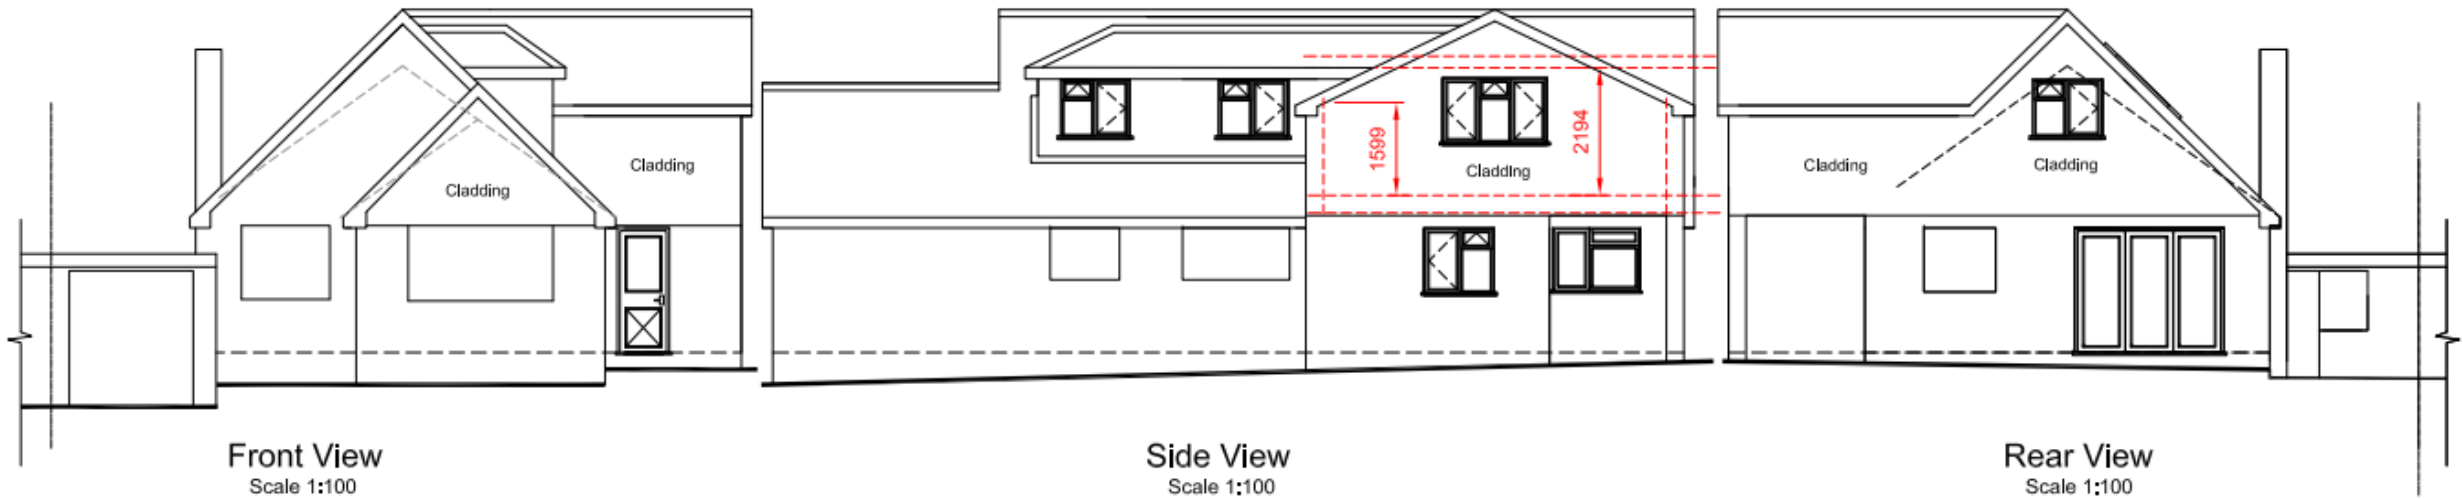 Cladding
Cladding
1599
2194
Cladding
Cladding
Cladding
Front View
Scale 1:100
Side View
Scale 1:100
Rear View
Scale 1:100